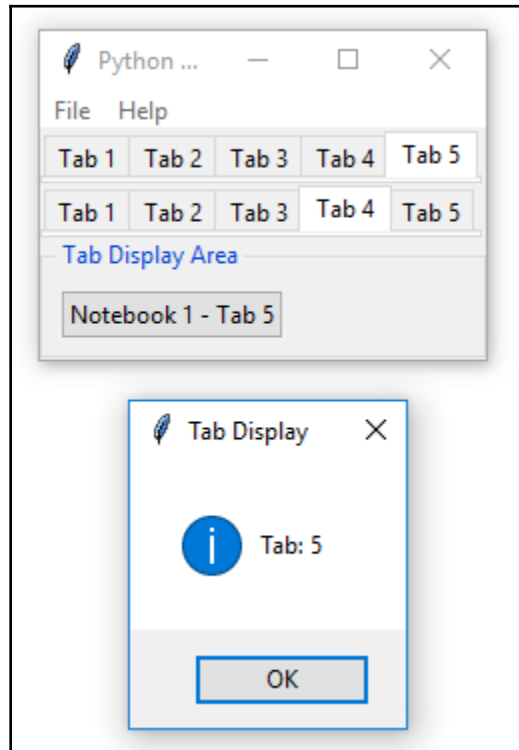 Python ...
File Help
Tab 1 Tab 2 Tab 3 Tab 4 Tab 5
Tab 1 Tab 2 Tab 3 Tab 4 Tab 5
Tab Display Area
Notebook 1 - Tab 5
Tab Display
i Tab: 5
OK